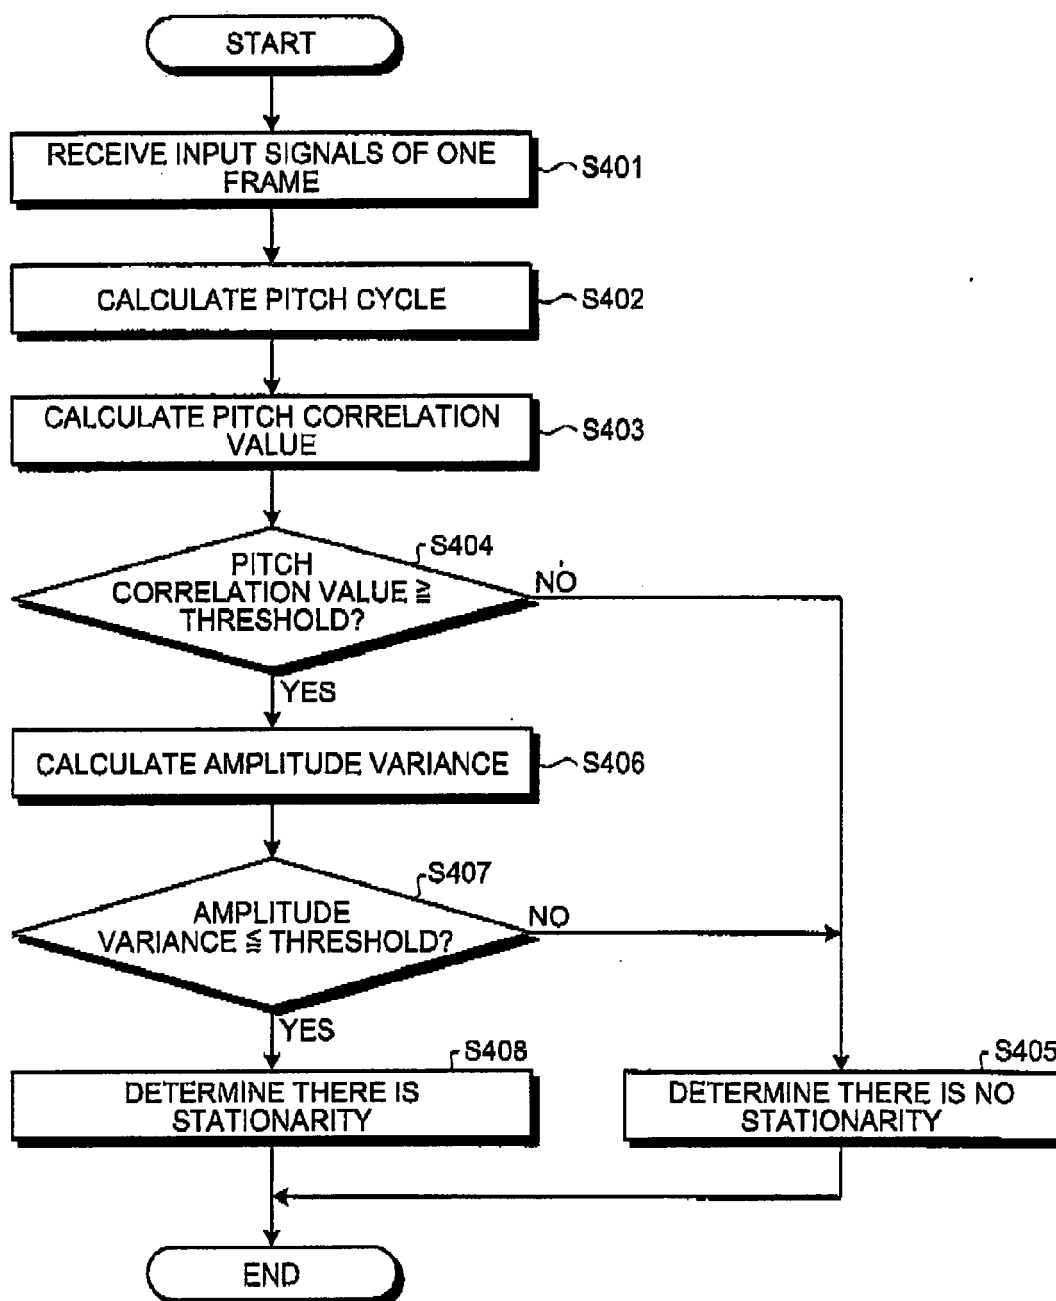 START
RECEIVE INPUT SIGNALS OF ONE
FRAME
S401
CALCULATE PITCH CYCLE
S402
CALCULATE PITCH CORRELATION
VALUE
S403
S404
PITCH
CORRELATION VALUE ≧
THRESHOLD?
NO
YES
CALCULATE AMPLITUDE VARIANCE
S406
S407
AMPLITUDE
VARIANCE ≦ THRESHOLD?
NO
YES
S408
DETERMINE THERE IS
STATIONARITY
S405
DETERMINE THERE IS NO
STATIONARITY
END